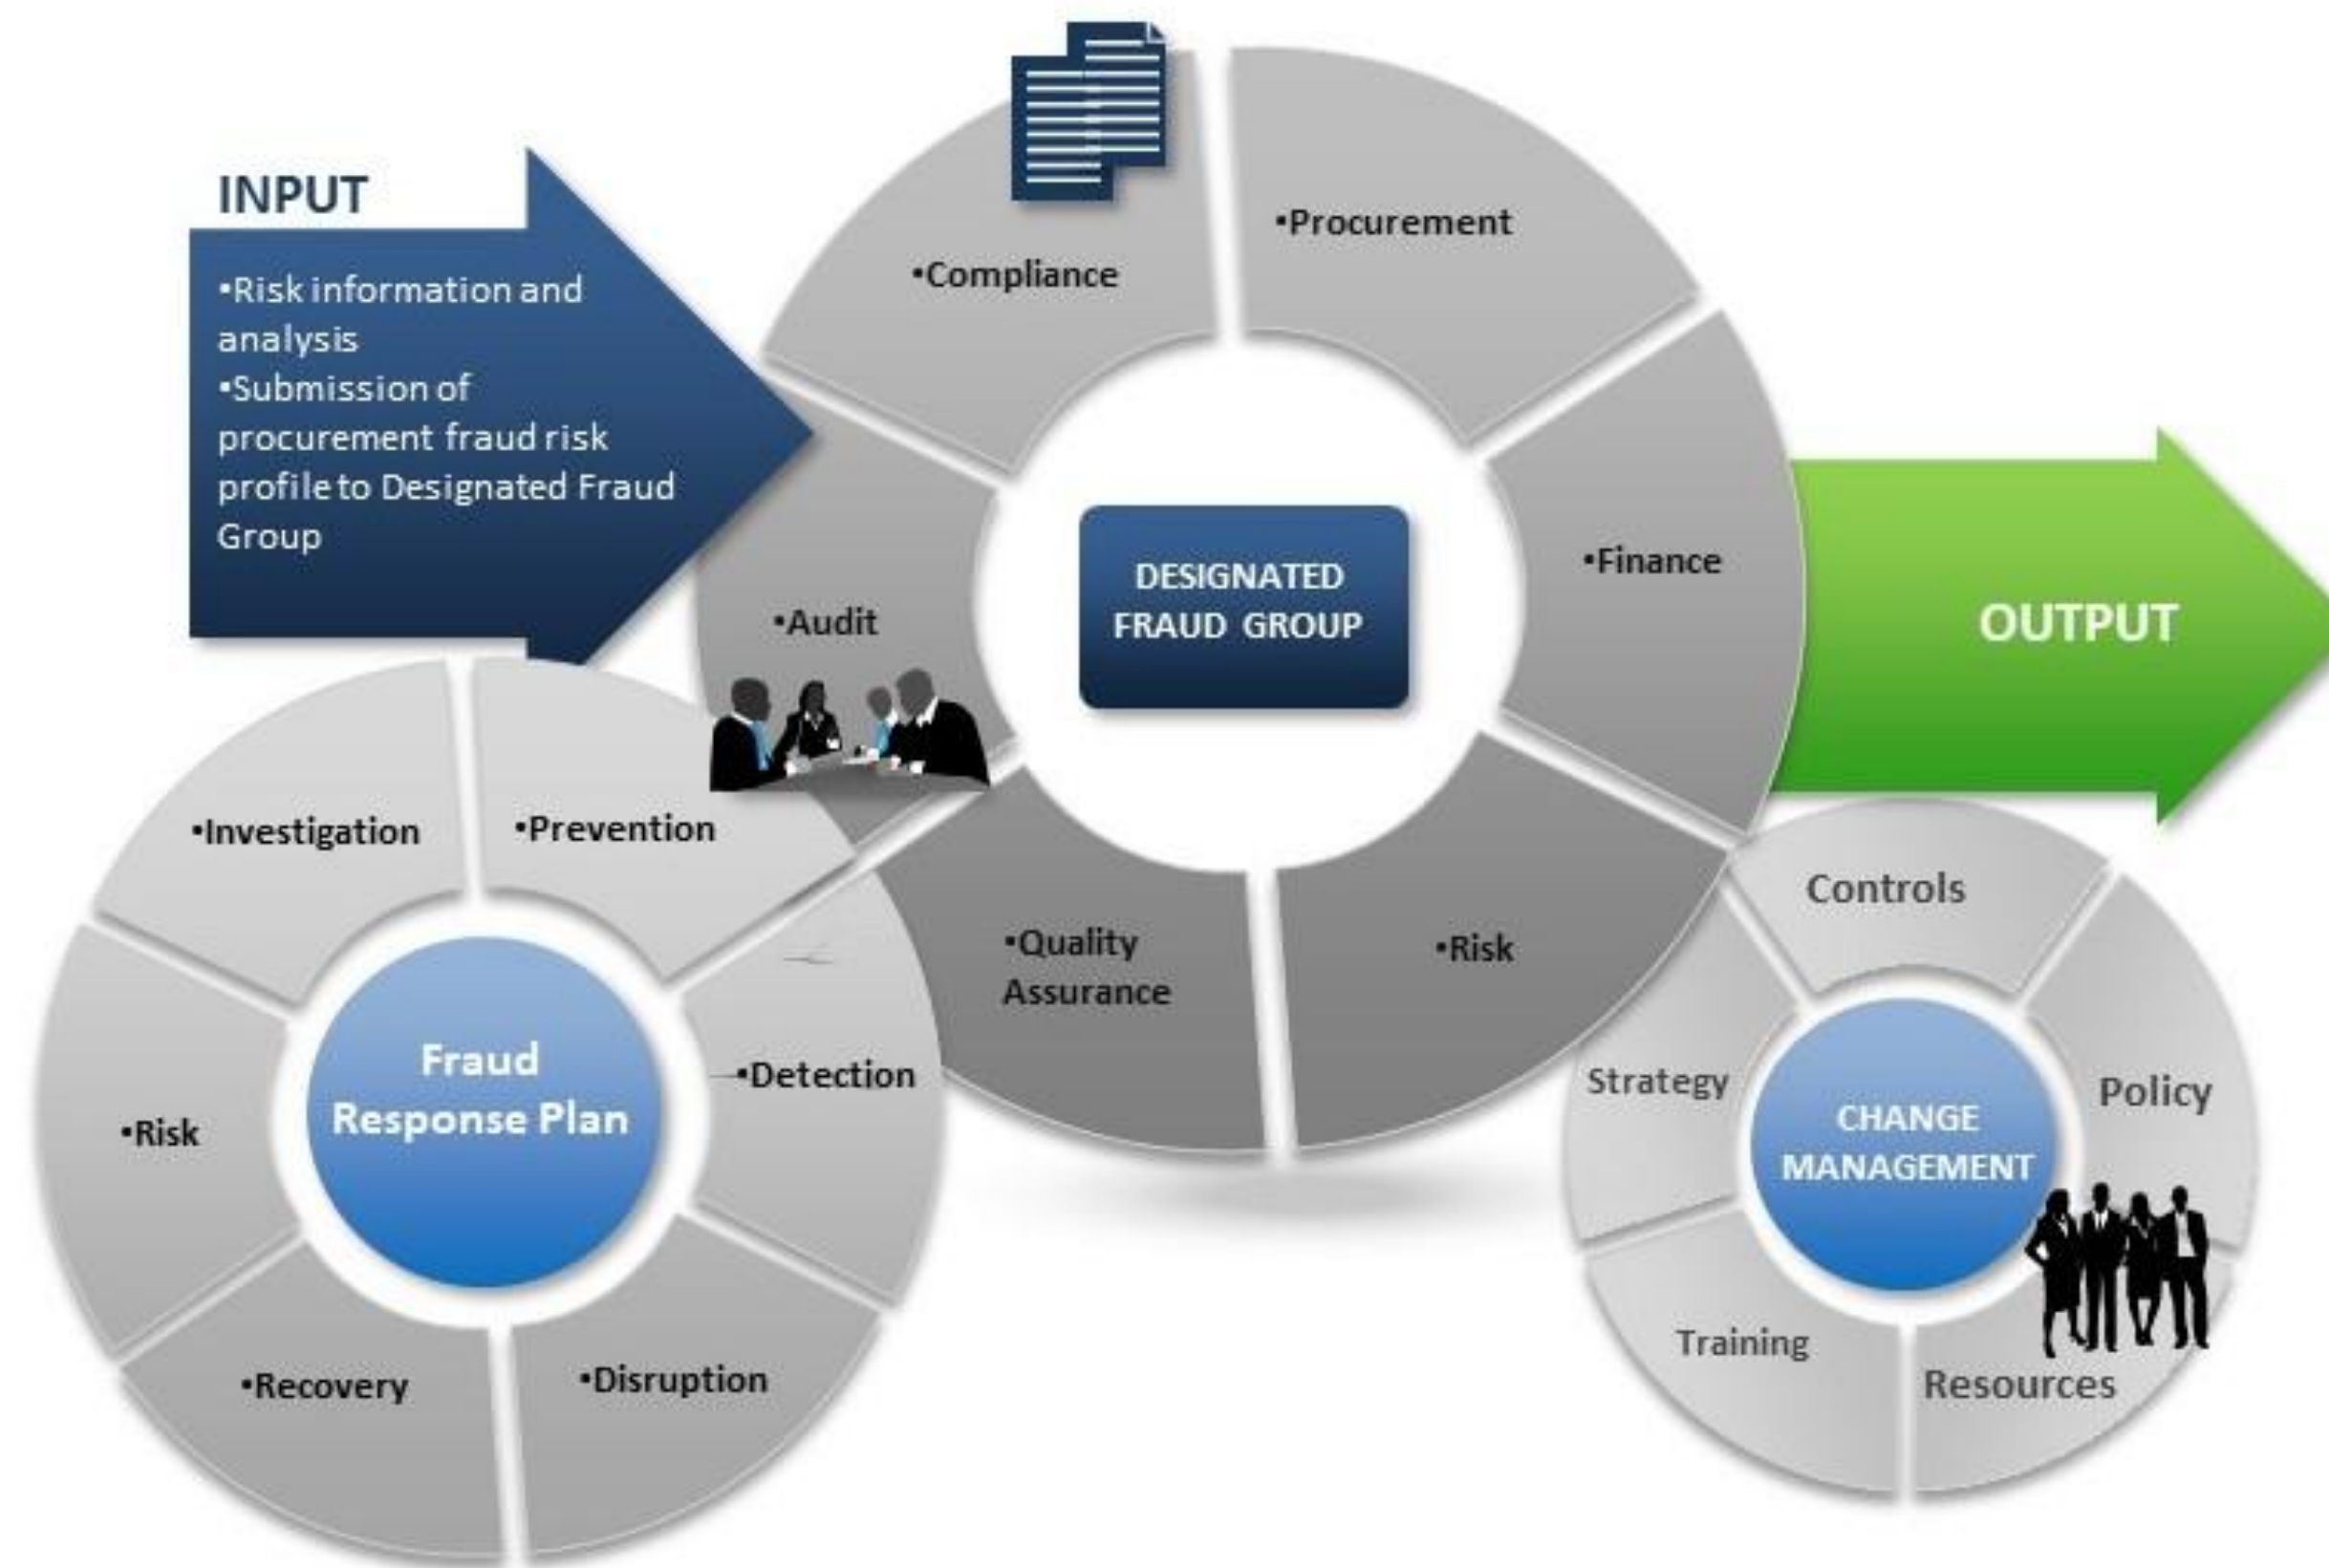 INPUT
•Risk information and
analysis
•Submission of
procurement fraud risk
profile to Designated Fraud
Group
•Compliance
•Procurement
•Finance
•Audit
•Quality
Assurance
•Risk
DESIGNATED
FRAUD GROUP
OUTPUT
•Investigation
•Prevention
•Detection
•Disruption
•Recovery
•Risk
Fraud
Response Plan
Controls
Policy
Resources
Training
Strategy
CHANGE
MANAGEMENT